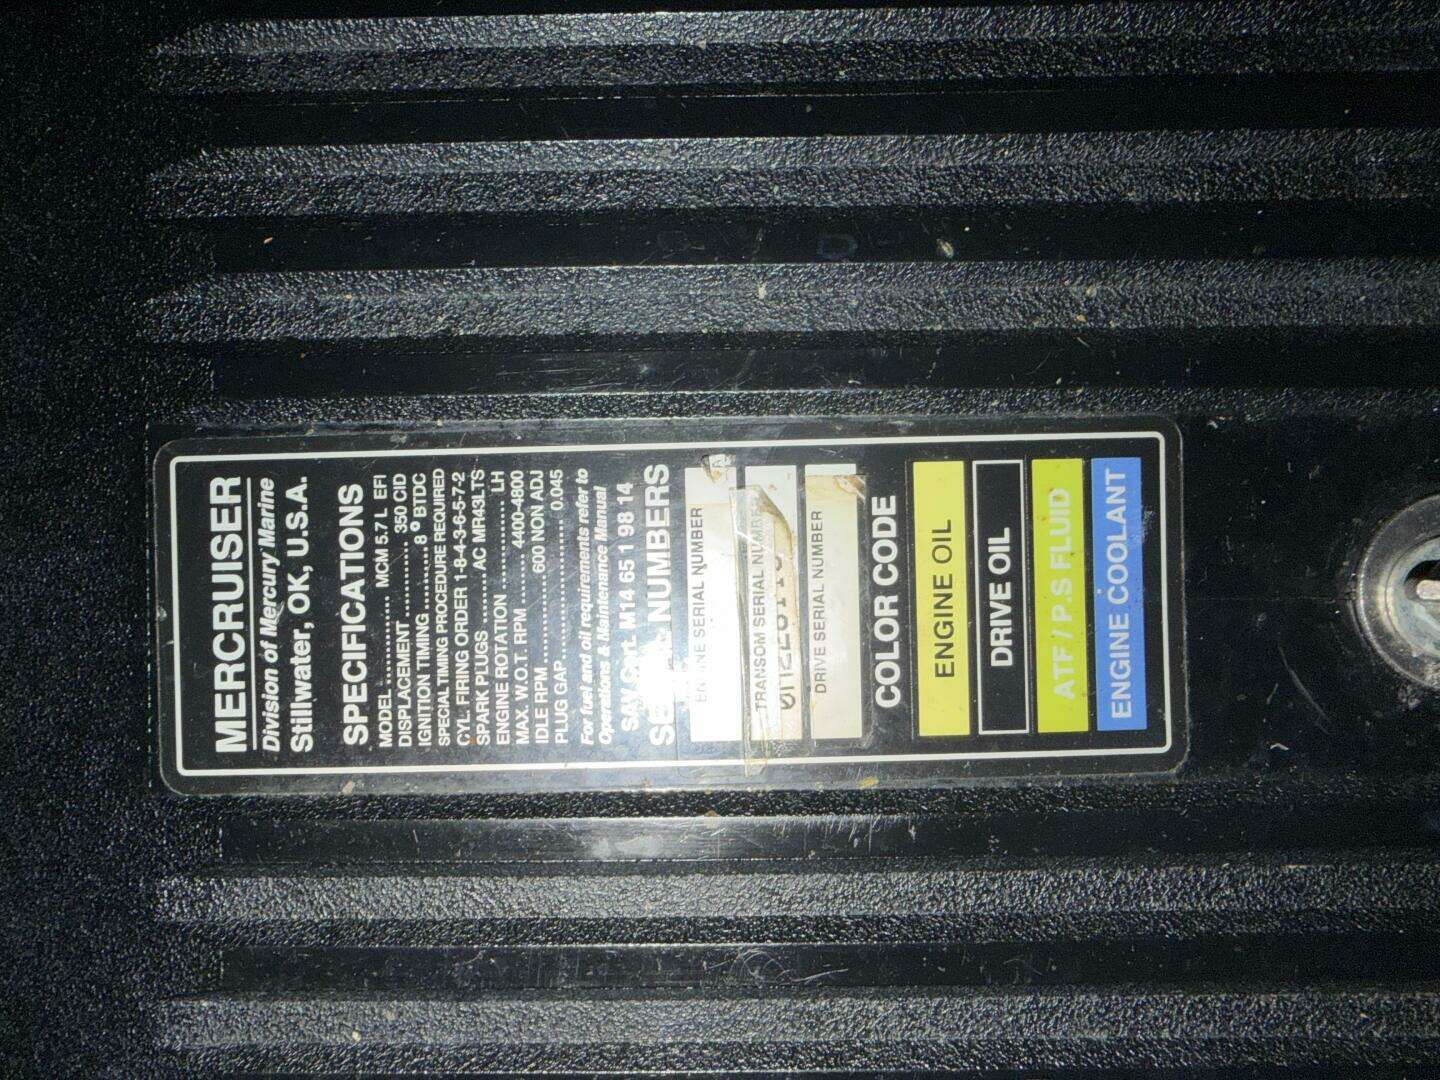 MERCRUISER
Division of Mercury Marine
Stillwater, OK, U.S.A.
SPECIFICATIONS
MODEL.................. MCM 5.7 L EFI
DISPLACEMENT............. 350 CID
IGNITION TIMING........8° BTDC
SPECIAL TIMING PROCEDURE REQUIRED
CYL. FIRING ORDER 1-8-4-3-6-5-7-2
SPARK PLUGS ....... AC MR43LTS
ENGINE ROTATION ................. LH
MAX. W.O.T. RPM........... 4400-4800
IDLE RPM.................. 600 NON ADJ
PLUG GAP........................ 0.045
For fuel and oil requirements refer to
Operations & Maintenance Manual
SAV Cert. M14 65 1 98 14
NUMBERS
SERIAL NUMBER
TRANSOM SERIAL NUMBER
DRIVE SERIAL NUMBER
COLOR CODE
ENGINE OIL
DRIVE OIL
ATF / P.S FLUID
ENGINE COOLANT